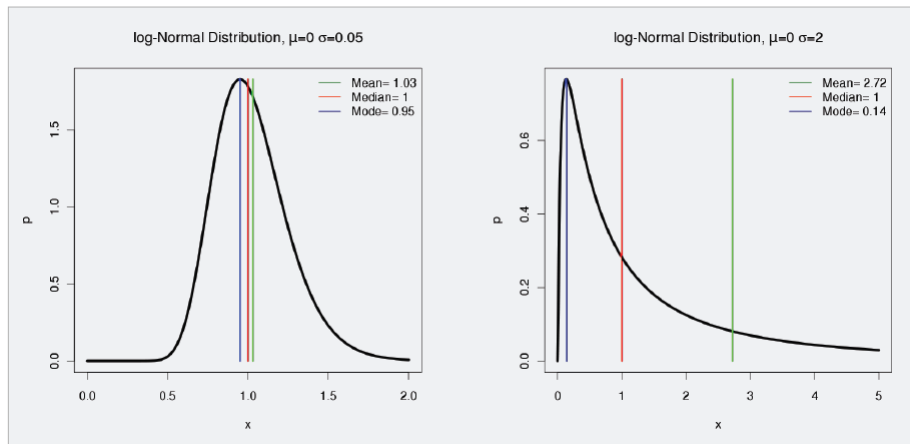 log-Normal Distribution, μ=0 σ=0.05
Mean= 1.03
Median= 1
Mode= 0.95
p
0.0
0.5
1.0
1.5
0.0
0.5
1.0
1.5
2.0
x
log-Normal Distribution, μ=0 σ=2
Mean= 2.72
Median= 1
Mode= 0.14
p
0.0
0.2
0.4
0.6
0
1
2
3
4
5
x